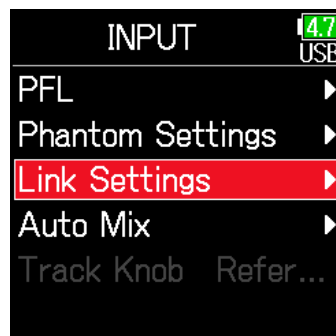 INPUT
4.7
USB
PFL
Phantom Settings
Link Settings
Auto Mix
Track Knob Refer...